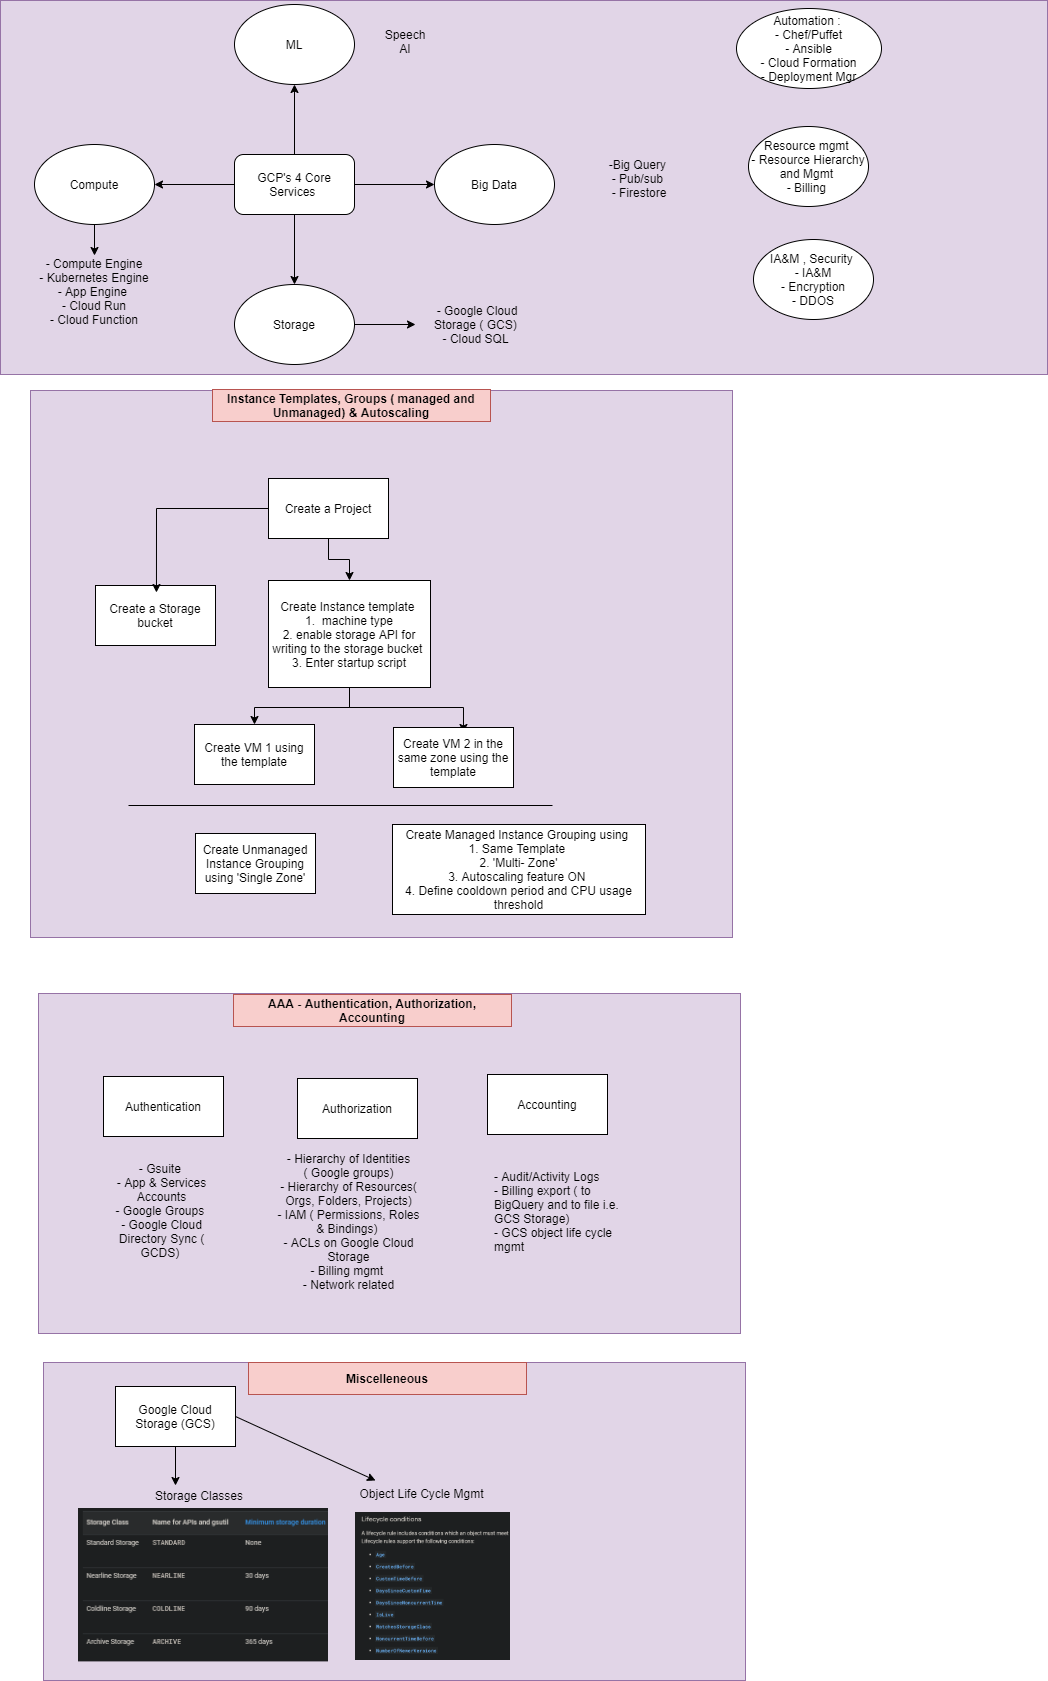 ML
Speech
AI
Automation :
- Chef/Puffet
- Ansible
- Cloud Formation
- Deployment Mgr
Compute
GCP's 4 Core
Services
Big Data
-Big Query
- Pub/sub
- Firestore
Resource mgmt
- Resource Hierarchy
and Mgmt
- Billing
- Compute Engine
- Kubernetes Engine
- App Engine
- Cloud Run
- Cloud Function
Storage
- Google Cloud
Storage ( GCS)
- Cloud SQL
IA&M , Security
- IA&M
- Encryption
- DDOS
Instance Templates, Groups ( managed and
Unmanaged) & Autoscaling
Create a Project
Create a Storage
bucket
Create Instance template
1. machine type
2. enable storage API for
writing to the storage bucket
3. Enter startup script
Create VM 1 using
the template
Create VM 2 in the
same zone using the
template
Create Unmanaged
Instance Grouping
using 'Single Zone'
Create Managed Instance Grouping using
1. Same Template
2. 'Multi- Zone'
3. Autoscaling feature ON
4. Define cooldown period and CPU usage
threshold
AAA - Authentication, Authorization,
Accounting
Authentication
Authorization
Accounting
- Gsuite
- App & Services
Accounts
- Google Groups
- Google Cloud
Directory Sync (
GCDS)
- Hierarchy of Identities
( Google groups)
- Hierarchy of Resources(
Orgs, Folders, Projects)
- IAM ( Permissions, Roles
& Bindings)
- ACLs on Google Cloud
Storage
- Billing mgmt
- Network related
- Audit/Activity Logs
- Billing export ( to
BigQuery and to file i.e.
GCS Storage)
- GCS object life cycle
mgmt
Miscelleneous
Google Cloud
Storage (GCS)
Storage Classes
Object Life Cycle Mgmt
Storage Class Name for APIs and gsutil Minimum storage duration
Standard Storage STANDARD None
Nearline Storage NEARLINE 30 days
Coldline Storage COLDLINE 90 days
Archive Storage ARCHIVE 365 days
Lifecycle conditions
A lifecycle rule includes conditions which an object must meet
Lifecycle rules support the following conditions:
• Age
• CreatedBefore
• CustomTimeBefore
• DaysSinceCustomTime
• DaysSinceNoncurrentTime
• IsLive
• MatchesStorageClass
• NoncurrentTimeBefore
• NumberOfNewerVersions